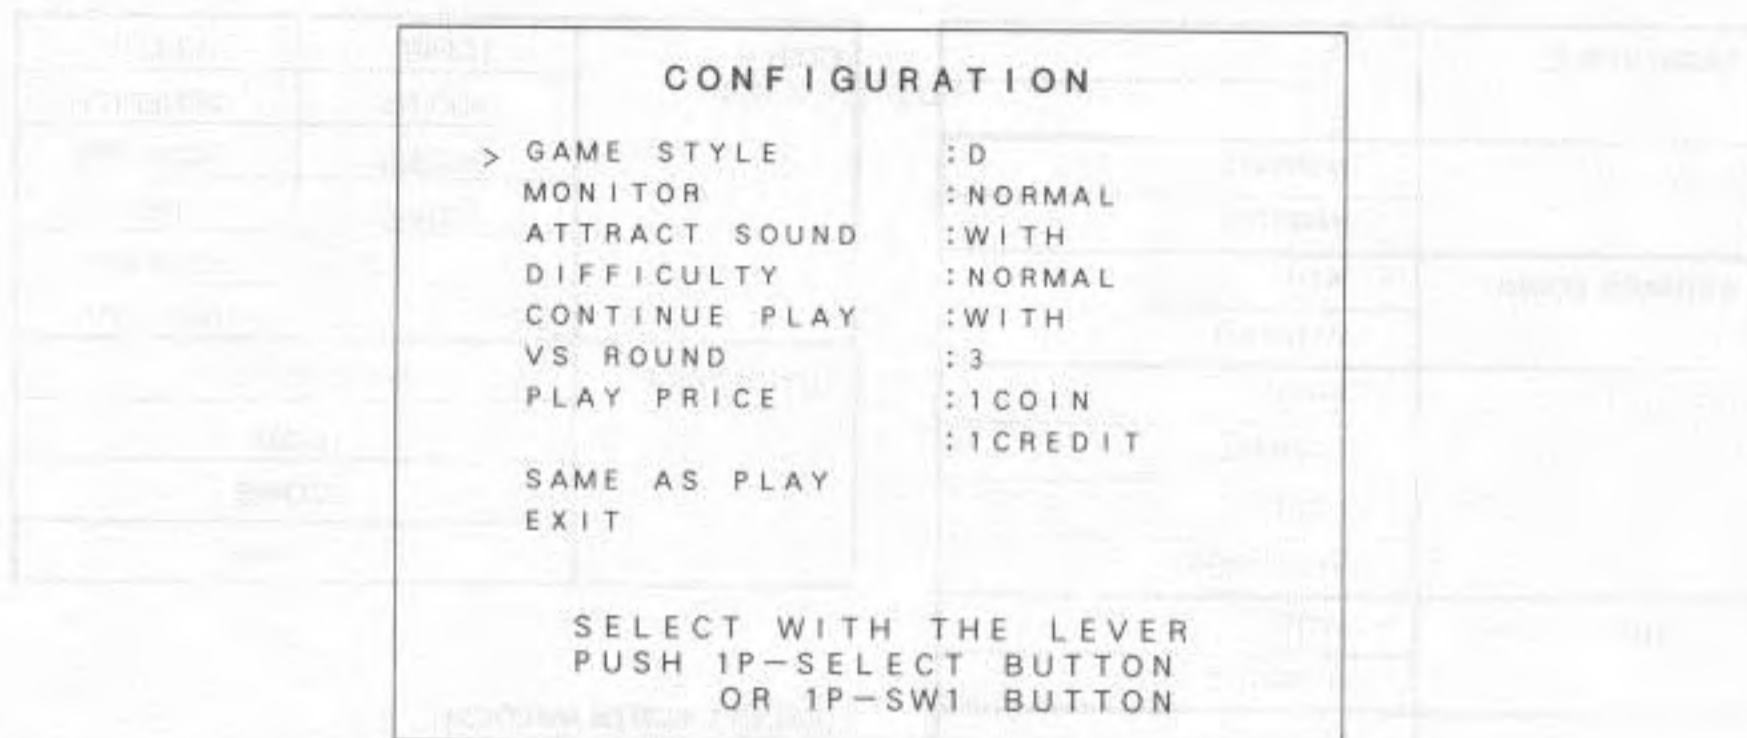 CONFIGURATION
> GAME STYLE :D
MONITOR :NORMAL
ATTRACT SOUND :WITH
DIFFICULTY :NORMAL
CONTINUE PLAY :WITH
VS ROUND :3
PLAY PRICE :1COIN
:1CREDIT
SAME AS PLAY
EXIT
SELECT WITH THE LEVER
PUSH 1P-SELECT BUTTON
OR 1P-SW1 BUTTON